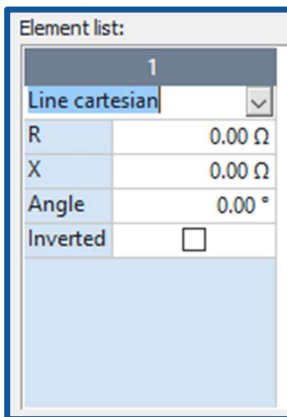 Element list:
1
Line cartesian
R 0.00 Ω
X 0.00 Ω
Angle 0.00 °
Inverted